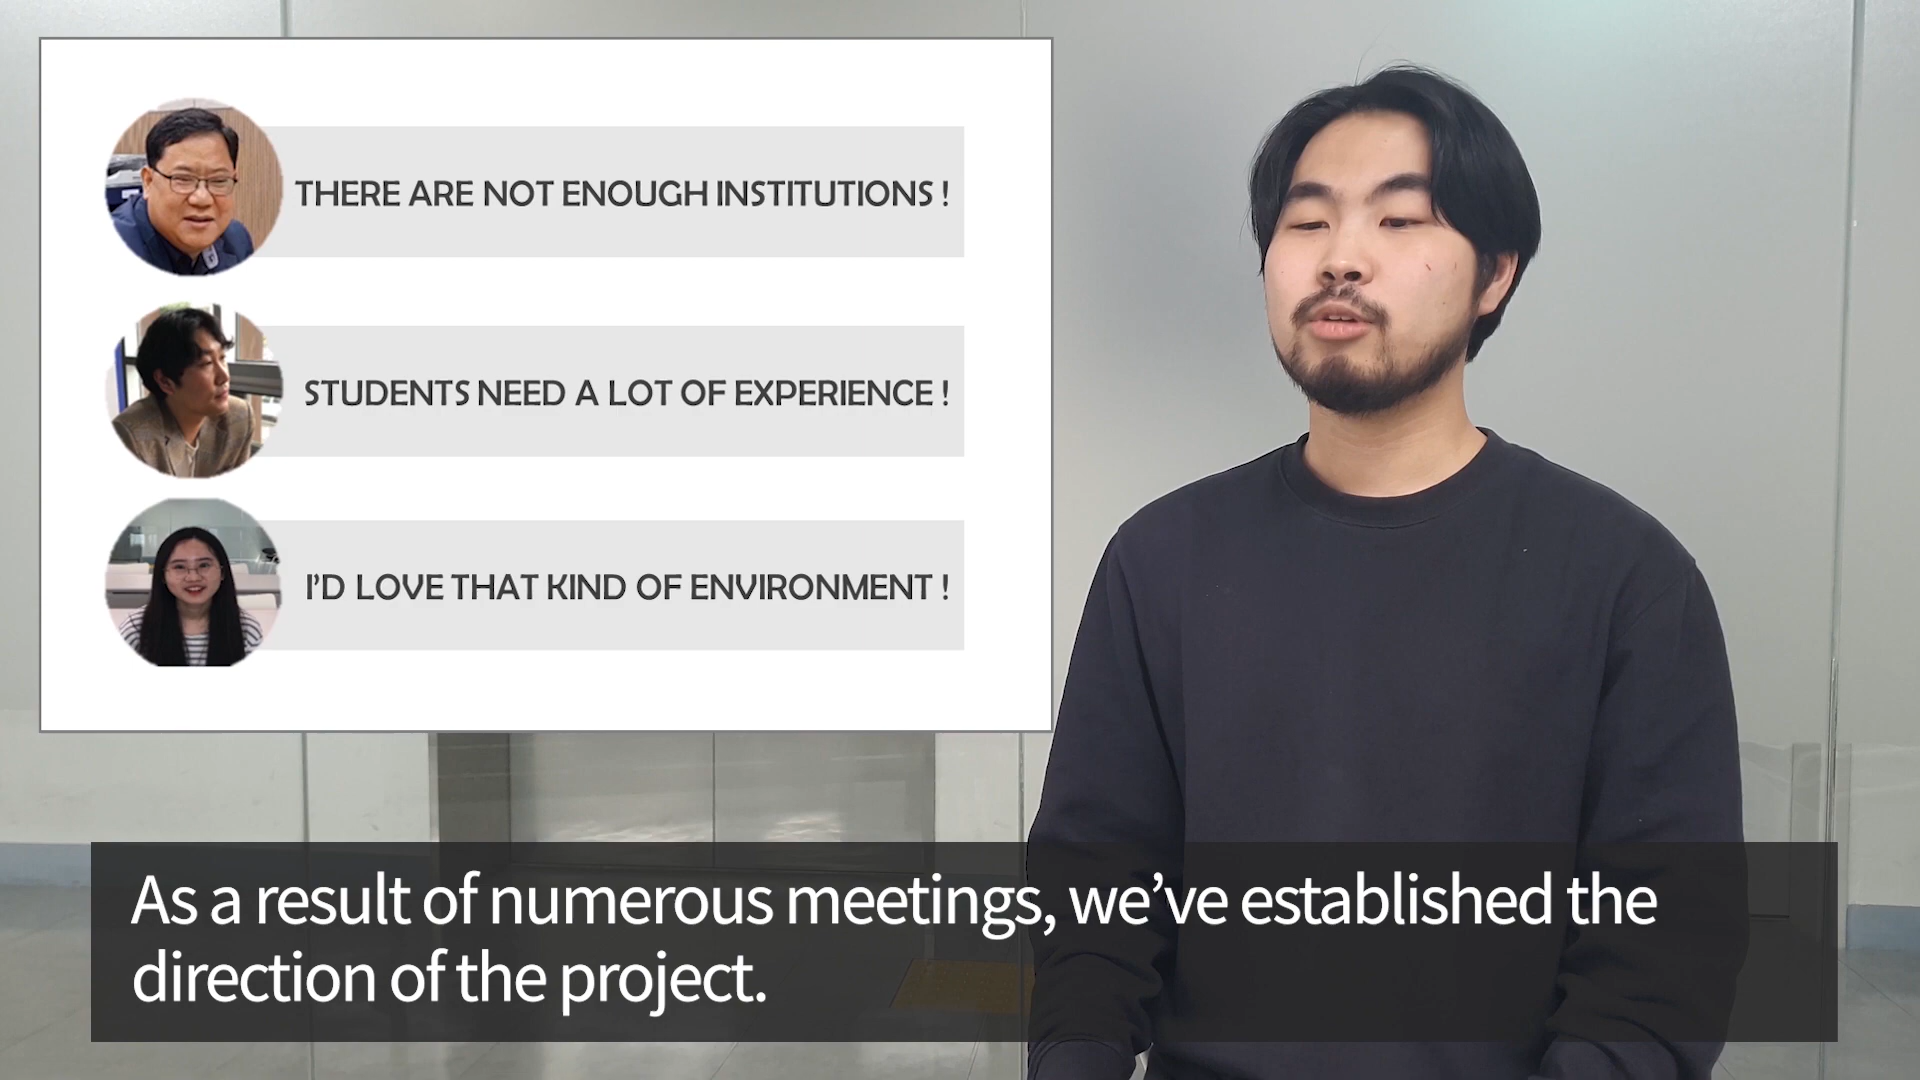 THERE ARE NOT ENOUGH INSTITUTIONS !
STUDENTS NEED A LOT OF EXPERIENCE !
I'D LOVE THAT KIND OF ENVIRONMENT !
As a result of numerous meetings, we've established the
direction of the project.